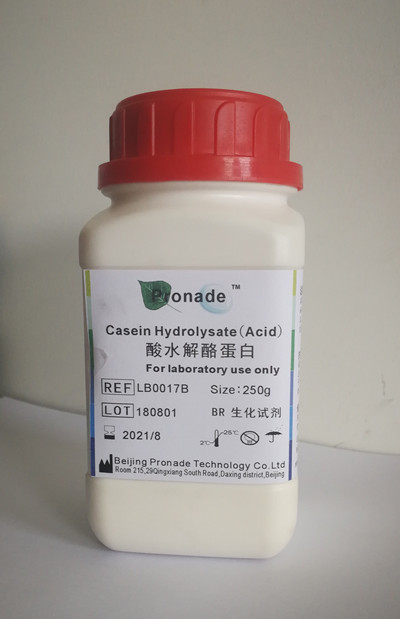 Pronade™
Casein Hydrolysate(Acid)
酸水解酪蛋白
For laboratory use only
REF LB0017B Size:250g
LOT 180801 BR 生化试剂
2021/8 2℃ 25℃
Beijing Pronade Technology Co.Ltd
Room 215,29Qingxiang South Road,Daxing district,Beijing